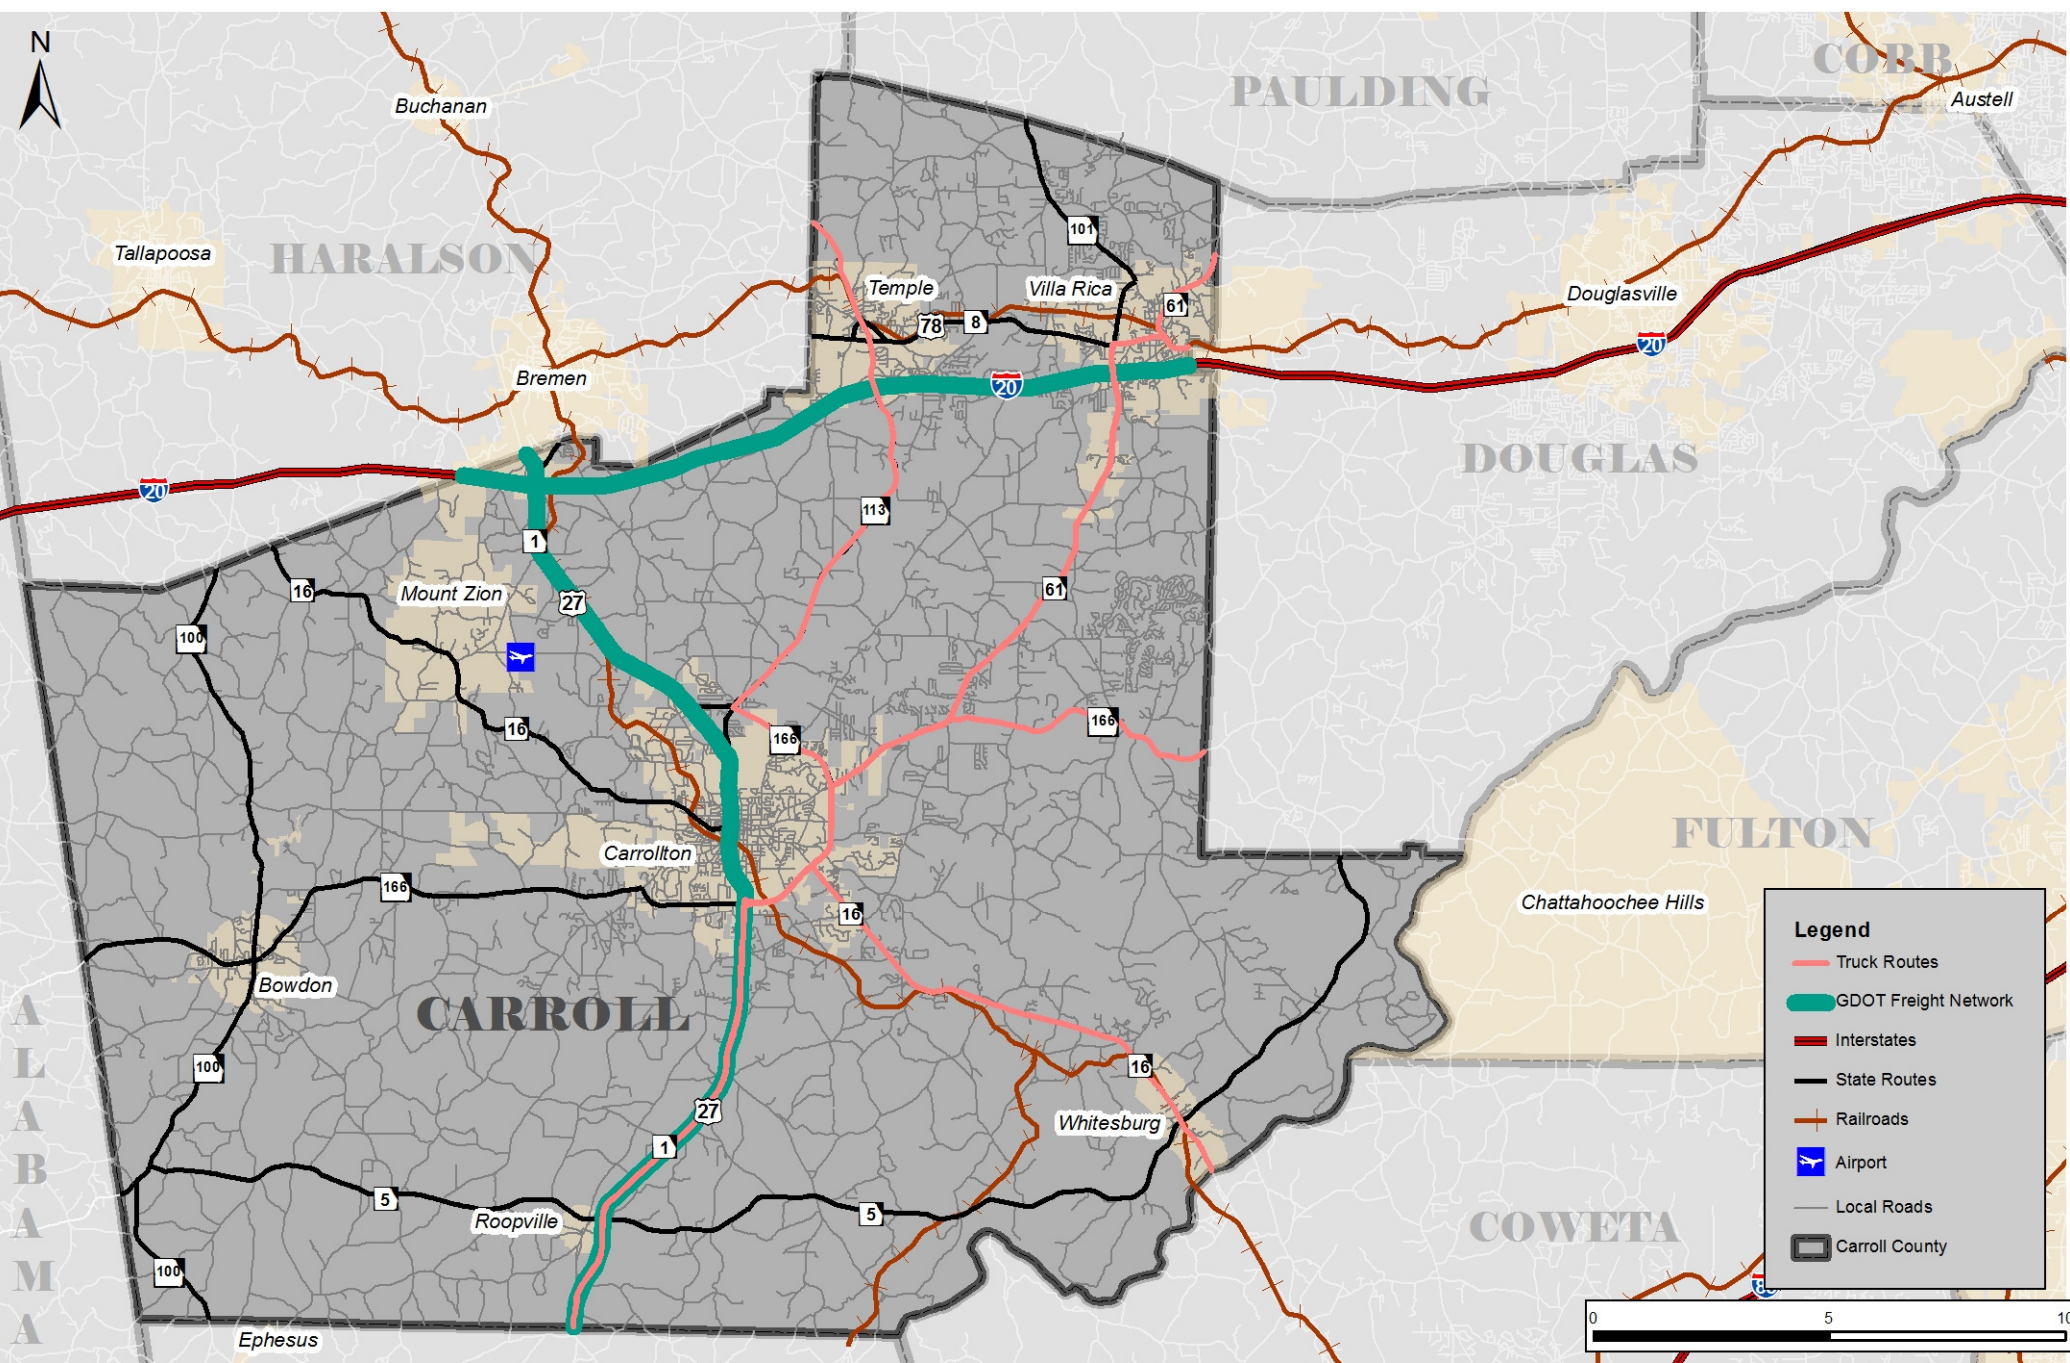 N
COBB
PAULDING
Buchanan
Austell
101
Tallapoosa
HARALSON
Temple
Villa Rica
Douglasville
61
78
8
20
Bremen
20
DOUGLAS
20
113
1
16
Mount Zion
27
61
100
16
166
166
FULTON
Carrollton
166
Chattahoochee Hills
16
Bowdon
CARROLL
100
16
27
Whitesburg
1
5
5
Roopville
COWETA
100
Ephesus
ALABAMA
Legend
Truck Routes
GDOT Freight Network
Interstates
State Routes
Railroads
Airport
Local Roads
Carroll County
0 5 10